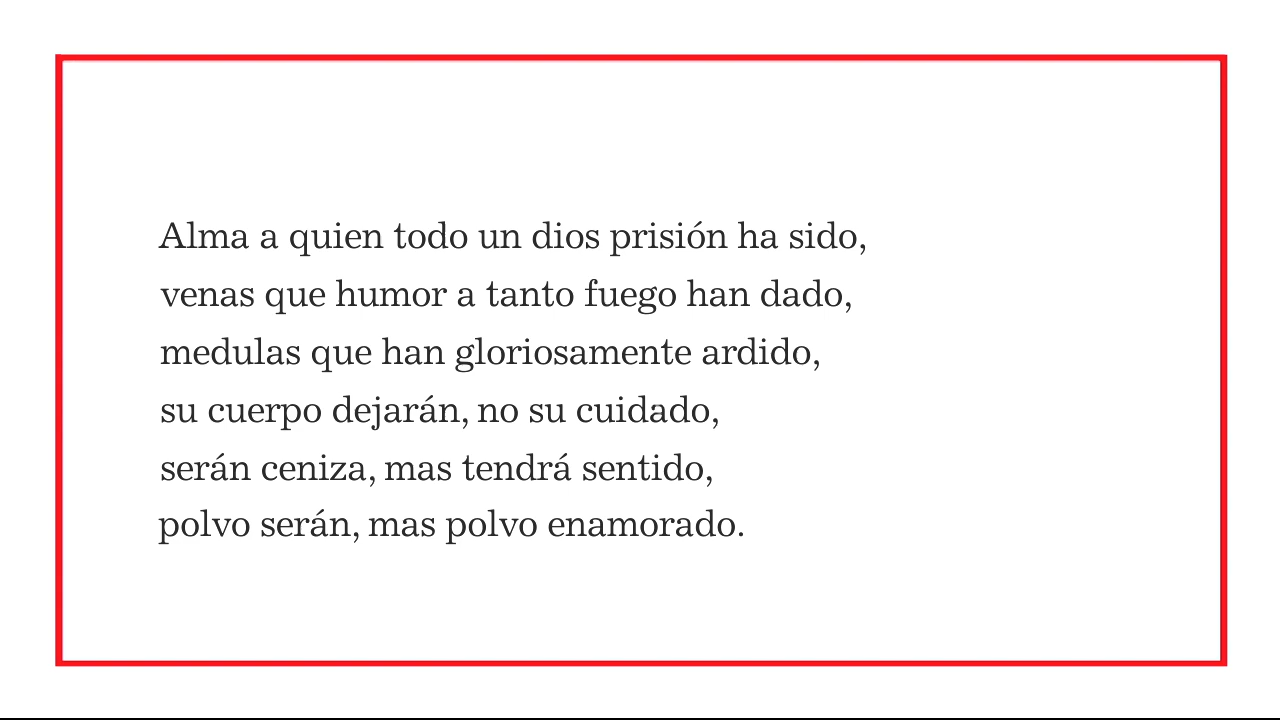 Alma a quien todo un dios prisión ha sido,
venas que humor a tanto fuego han dado,
medulas que han gloriosamente ardido,
su cuerpo dejarán, no su cuidado,
serán ceniza, mas tendrá sentido,
polvo serán, mas polvo enamorado.